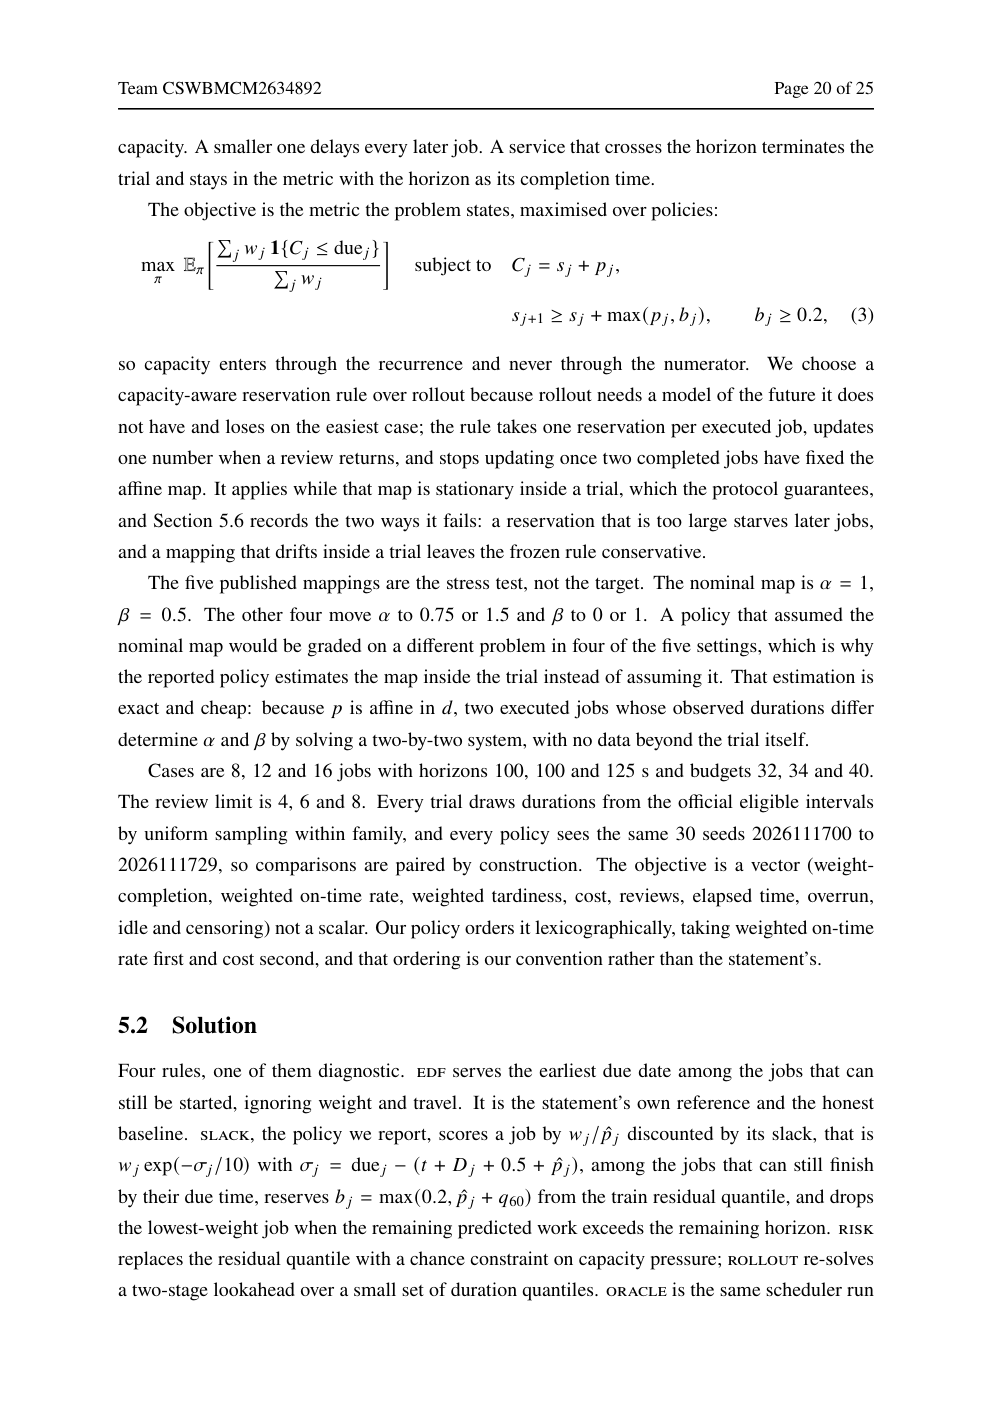 Team CSWBMCM2634892 Page 20 of 25
capacity. A smaller one delays every later job. A service that crosses the horizon terminates the
trial and stays in the metric with the horizon as its completion time.
The objective is the metric the problem states, maximised over policies:
max_π 𝔼_π [ ∑_j w_j 1{C_j ≤ due_j} / ∑_j w_j ] subject to C_j = s_j + p_j,
s_{j+1} ≥ s_j + max(p_j, b_j), b_j ≥ 0.2, (3)
so capacity enters through the recurrence and never through the numerator. We choose a
capacity-aware reservation rule over rollout because rollout needs a model of the future it does
not have and loses on the easiest case; the rule takes one reservation per executed job, updates
one number when a review returns, and stops updating once two completed jobs have fixed the
affine map. It applies while that map is stationary inside a trial, which the protocol guarantees,
and Section 5.6 records the two ways it fails: a reservation that is too large starves later jobs,
and a mapping that drifts inside a trial leaves the frozen rule conservative.
The five published mappings are the stress test, not the target. The nominal map is α = 1,
β = 0.5. The other four move α to 0.75 or 1.5 and β to 0 or 1. A policy that assumed the
nominal map would be graded on a different problem in four of the five settings, which is why
the reported policy estimates the map inside the trial instead of assuming it. That estimation is
exact and cheap: because p is affine in d, two executed jobs whose observed durations differ
determine α and β by solving a two-by-two system, with no data beyond the trial itself.
Cases are 8, 12 and 16 jobs with horizons 100, 100 and 125 s and budgets 32, 34 and 40.
The review limit is 4, 6 and 8. Every trial draws durations from the official eligible intervals
by uniform sampling within family, and every policy sees the same 30 seeds 2026111700 to
2026111729, so comparisons are paired by construction. The objective is a vector (weight-
completion, weighted on-time rate, weighted tardiness, cost, reviews, elapsed time, overrun,
idle and censoring) not a scalar. Our policy orders it lexicographically, taking weighted on-time
rate first and cost second, and that ordering is our convention rather than the statement's.
5.2 Solution
Four rules, one of them diagnostic. EDF serves the earliest due date among the jobs that can
still be started, ignoring weight and travel. It is the statement's own reference and the honest
baseline. SLACK, the policy we report, scores a job by w_j/p̂_j discounted by its slack, that is
w_j exp(−σ_j/10) with σ_j = due_j − (t + D_j + 0.5 + p̂_j), among the jobs that can still finish
by their due time, reserves b_j = max(0.2, p̂_j + q_60) from the train residual quantile, and drops
the lowest-weight job when the remaining predicted work exceeds the remaining horizon. RISK
replaces the residual quantile with a chance constraint on capacity pressure; ROLLOUT re-solves
a two-stage lookahead over a small set of duration quantiles. ORACLE is the same scheduler run